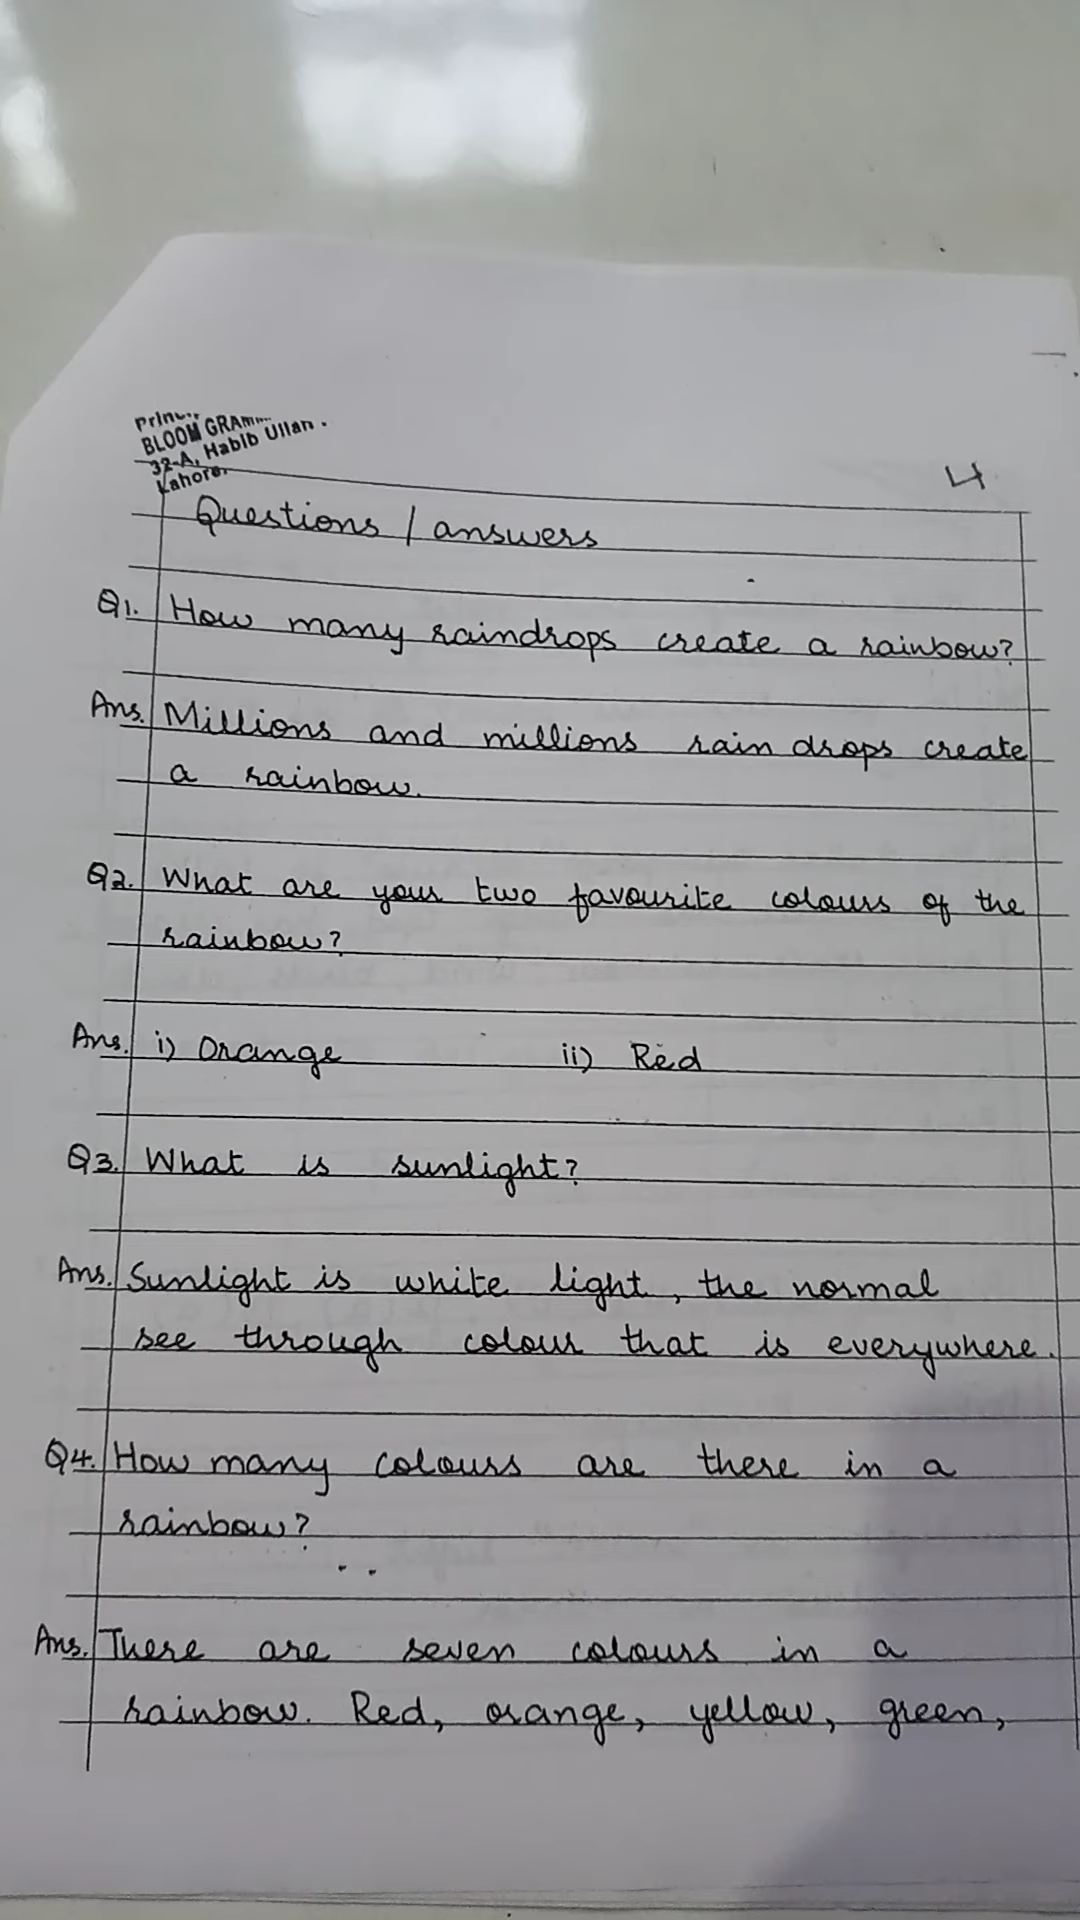 BLOOM
32-A, Habib Ullah
Lahore.
4
Questions / answers
Q1. How many raindrops create a rainbow?
Ans. Millions and millions rain drops create
a rainbow.
Q2. What are your two favourite colours of the
rainbow?
Ans. i) Orange ii) Red
Q3. What is sunlight?
Ans. Sunlight is white light, the normal
see through colour that is everywhere.
Q4. How many colours are there in a
rainbow?
Ans. There are seven colours in a
rainbow. Red, orange, yellow, green,